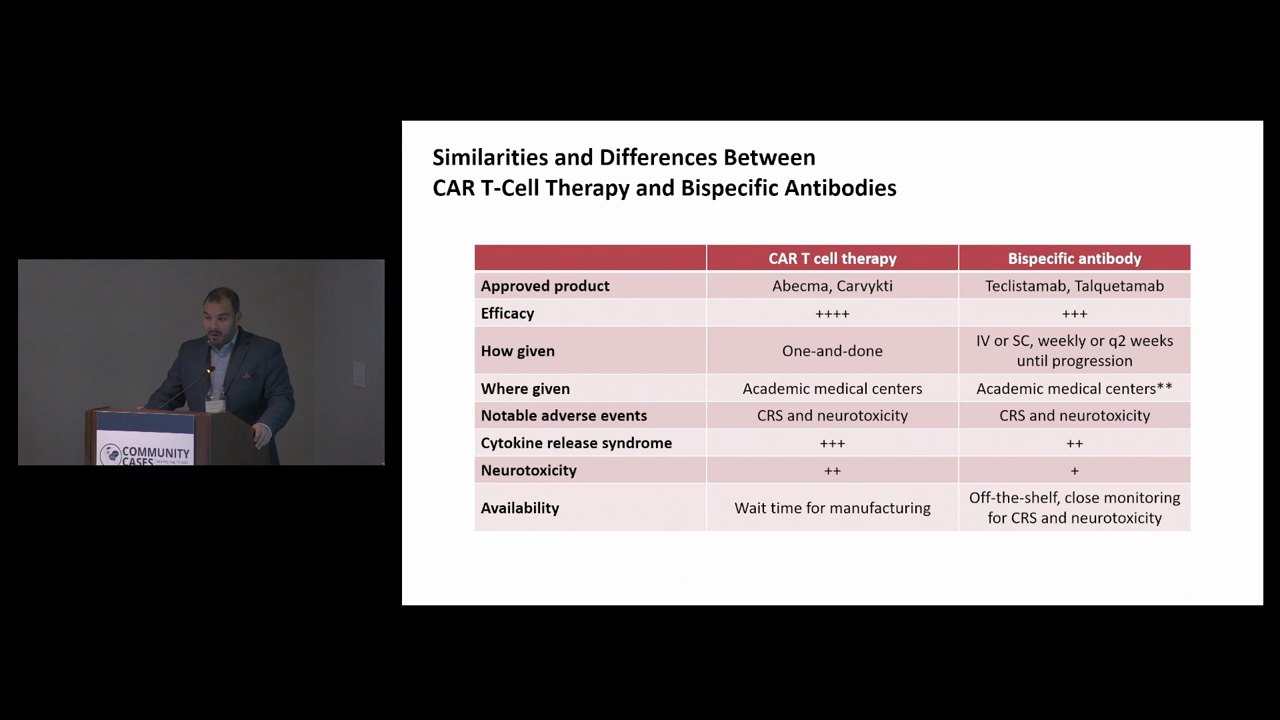 Similarities and Differences Between
CAR T-Cell Therapy and Bispecific Antibodies
CAR T cell therapy Bispecific antibody
Approved product Abecma, Carvykti Teclistamab, Talquetamab
Efficacy ++++ +++
How given One-and-done IV or SC, weekly or q2 weeks
until progression
Where given Academic medical centers Academic medical centers**
Notable adverse events CRS and neurotoxicity CRS and neurotoxicity
Cytokine release syndrome +++ ++
Neurotoxicity ++ +
Availability Wait time for manufacturing Off-the-shelf, close monitoring
for CRS and neurotoxicity
COMMUNITY
CASES